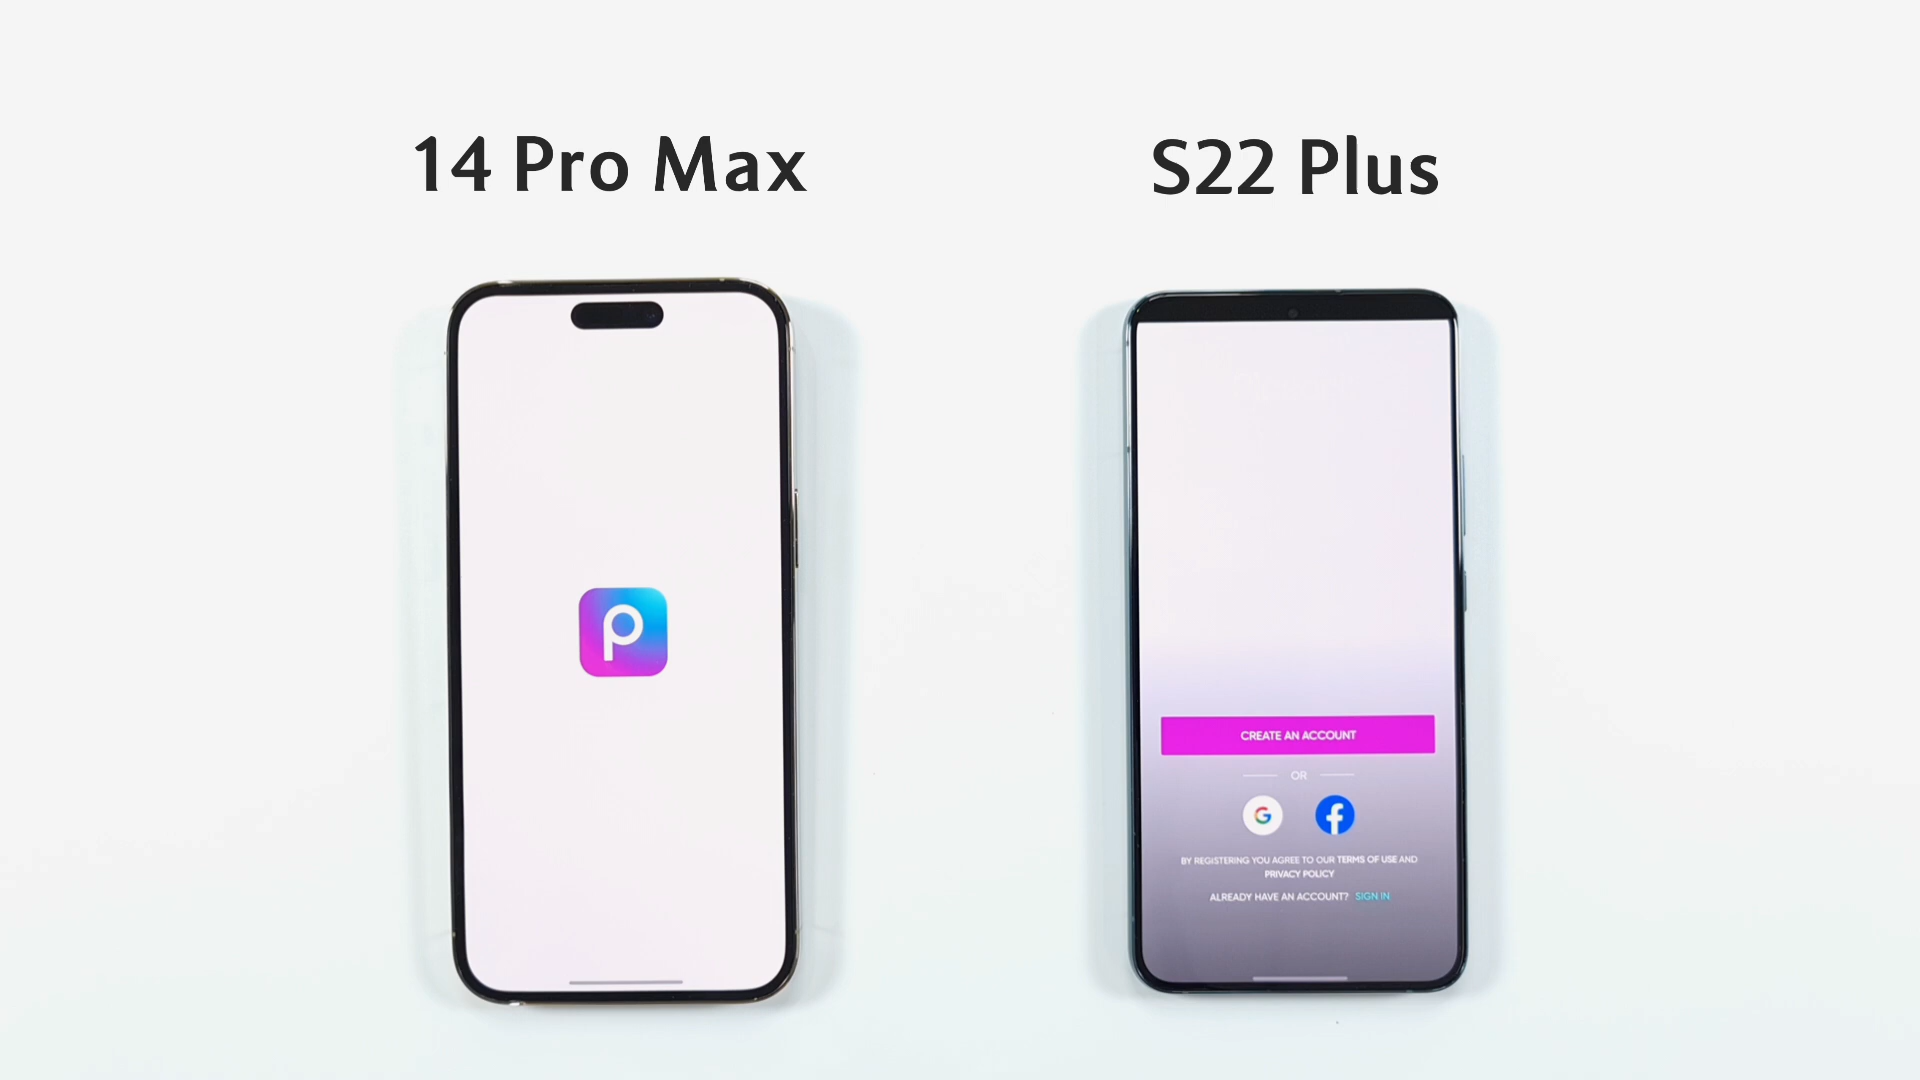 14 Pro Max
S22 Plus
P
CREATE AN ACCOUNT
OR
G
f
BY REGISTERING YOU AGREE TO OUR TERMS OF USE AND
PRIVACY POLICY
ALREADY HAVE AN ACCOUNT? SIGN IN